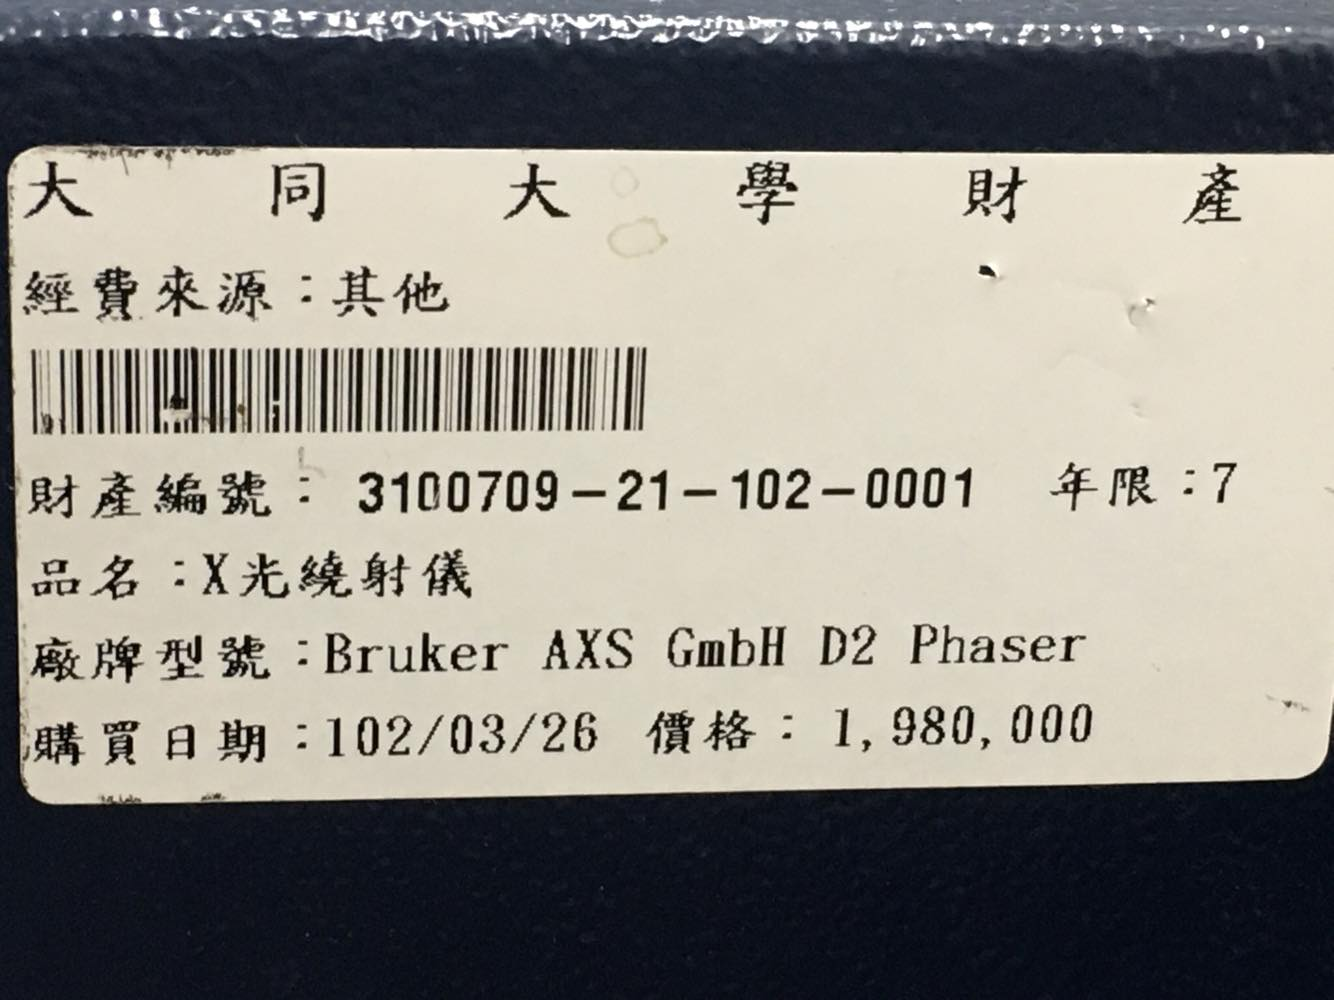 大同大學財產
經費來源：其他
財產編號： 3100709-21-102-0001 年限：7
品名：X光繞射儀
廠牌型號：Bruker AXS GmbH D2 Phaser
購買日期：102/03/26 價格： 1,980,000